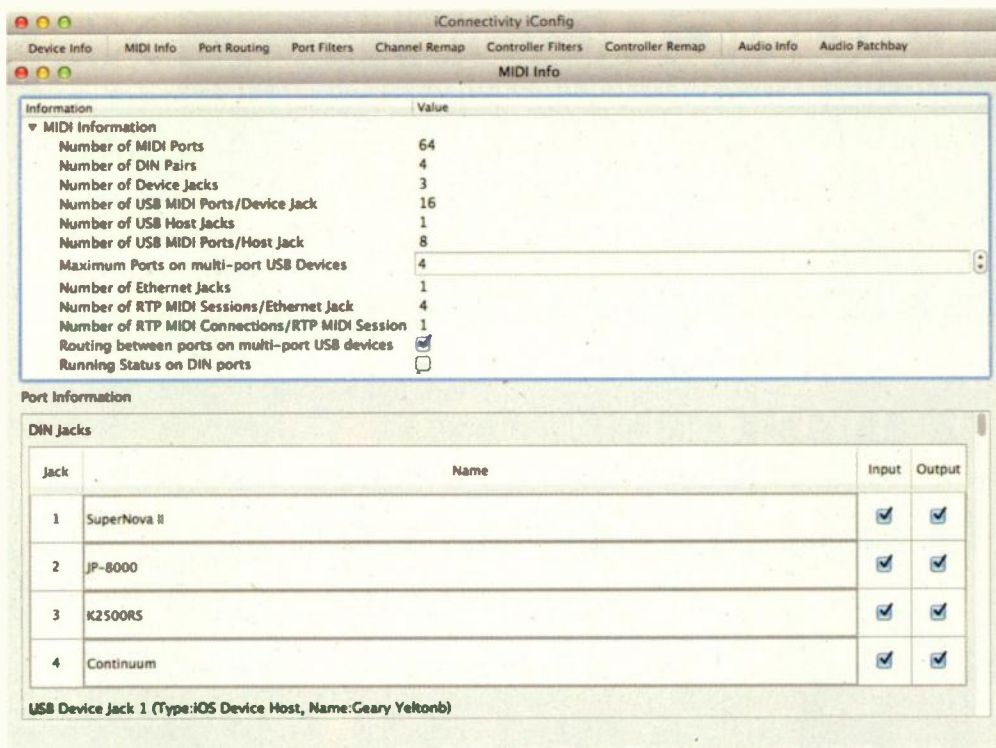 iConnectivity iConfig
Device Info MIDI Info Port Routing Port Filters Channel Remap Controller Filters Controller Remap Audio Info Audio Patchbay
MIDI Info
Information Value
MIDI Information
Number of MIDI Ports 64
Number of DIN Pairs 4
Number of Device Jacks 3
Number of USB MIDI Ports/Device Jack 16
Number of USB Host Jacks 1
Number of USB MIDI Ports/Host Jack 8
Maximum Ports on multi-port USB Devices 4
Number of Ethernet Jacks 1
Number of RTP MIDI Sessions/Ethernet Jack 4
Number of RTP MIDI Connections/RTP MIDI Session 1
Routing between ports on multi-port USB devices
Running Status on DIN ports
Port Information
DIN Jacks
Jack Name Input Output
1 SuperNova II
2 JP-8000
3 K2500RS
4 Continuum
USB Device Jack 1 (Type:iOS Device Host, Name:Geary Yeltonb)